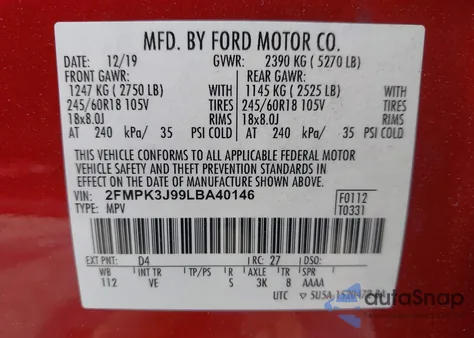 MFD. BY FORD MOTOR CO.
DATE: 12/19 GVWR: 2390 KG ( 5270 LB)
FRONT GAWR: REAR GAWR:
1247 KG ( 2750 LB) WITH 1145 KG ( 2525 LB) WITH
245/60R18 105V TIRES 245/60R18 105V TIRES
18x8.0J RIMS 18x8.0J RIMS
AT 240 kPa/ 35 PSI COLD AT 240 kPa/ 35 PSI COLD
THIS VEHICLE CONFORMS TO ALL APPLICABLE FEDERAL MOTOR
VEHICLE SAFETY AND THEFT PREVENTION STANDARDS IN
EFFECT ON THE DATE OF MANUFACTURE SHOWN ABOVE.
VIN: 2FMPK3J99LBA40146 F0112
TYPE: MPV T0331
EXT PNT: D4 RC: 27 DSO:
WB INT TR TP/PS R AXLE TR SPR
112 VE S 3K 8 AAAA
UTC
autoSnap